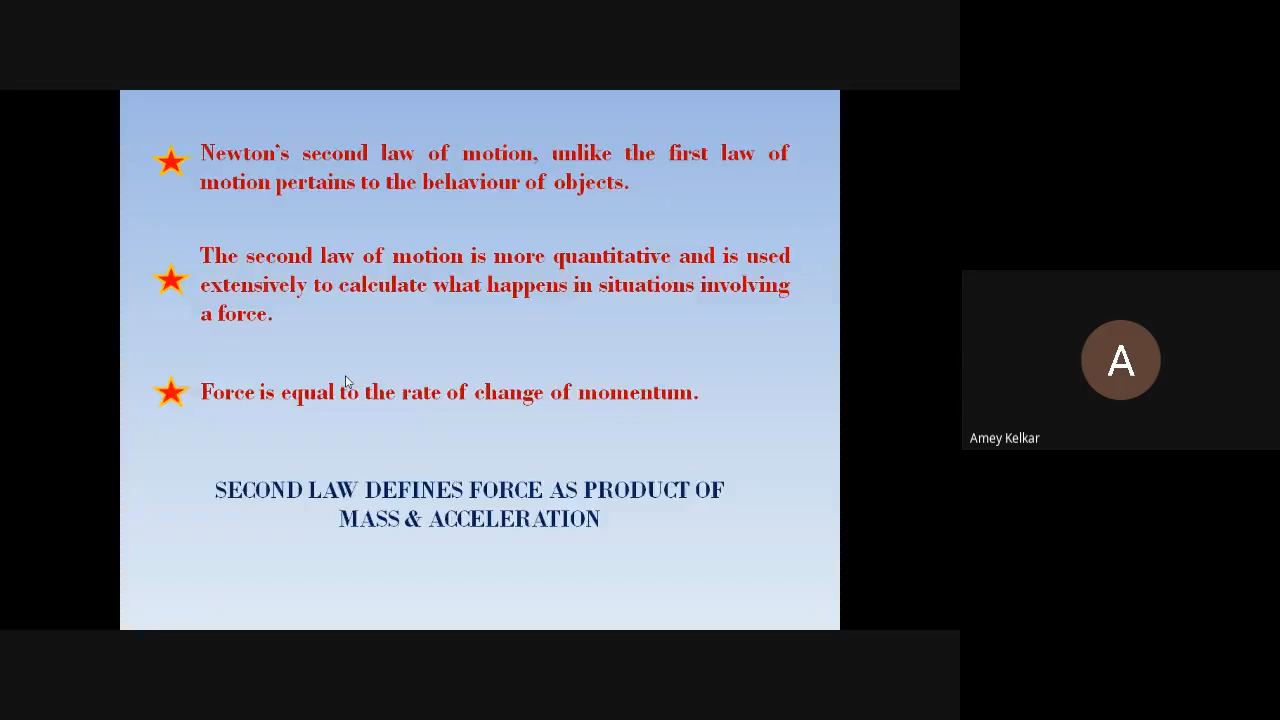 Newton`s second law of motion, unlike the first law of
motion pertains to the behaviour of objects.
The second law of motion is more quantitative and is used
extensively to calculate what happens in situations involving
a force.
Force is equal to the rate of change of momentum.
SECOND LAW DEFINES FORCE AS PRODUCT OF
MASS & ACCELERATION
A
Amey Kelkar